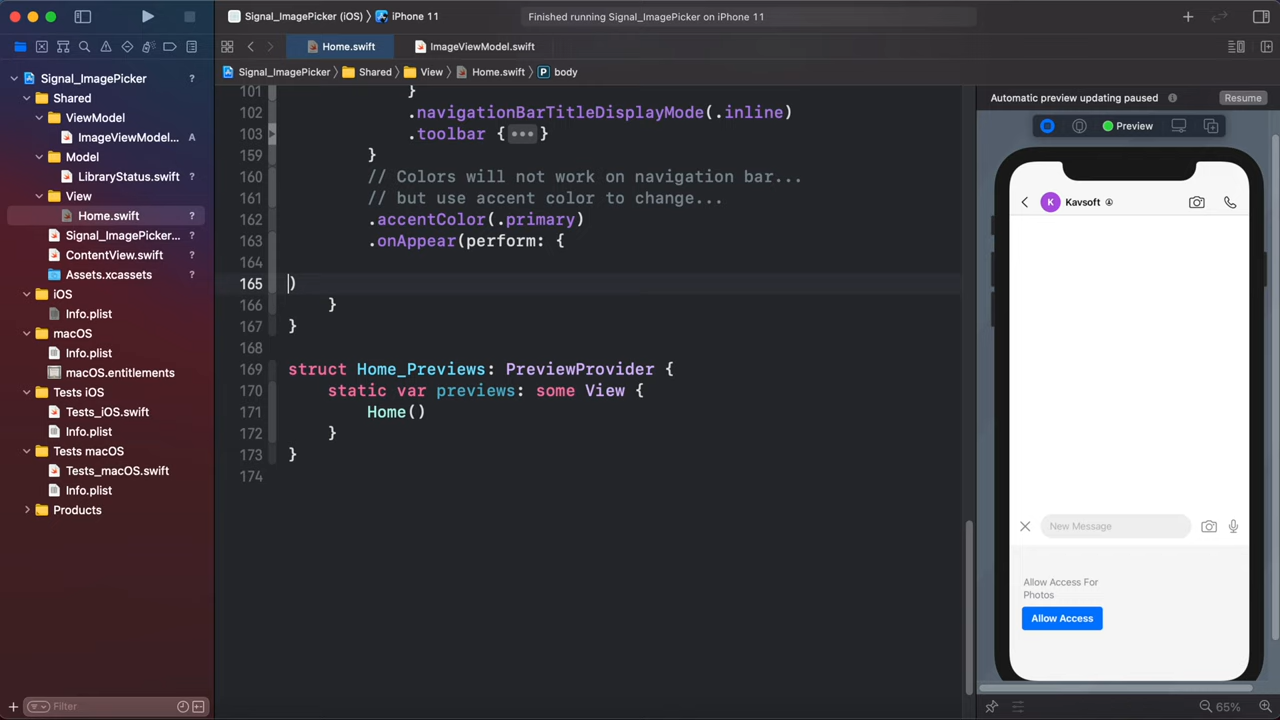 Signal_ImagePicker (iOS) 〉 iPhone 11
Finished running Signal_ImagePicker on iPhone 11
Home.swift
ImageViewModel.swift
Signal_ImagePicker 〉 Shared 〉 View 〉 Home.swift 〉 P body
Signal_ImagePicker ?
Shared
ViewModel
ImageViewModel... A
Model
LibraryStatus.swift ?
View
Home.swift ?
Signal_ImagePicker... ?
ContentView.swift ?
Assets.xcassets ?
iOS
Info.plist
macOS
Info.plist
macOS.entitlements
Tests iOS
Tests_iOS.swift
Info.plist
Tests macOS
Tests_macOS.swift
Info.plist
Products
Filter
101 }
102 .navigationBarTitleDisplayMode(.inline)
103 .toolbar {•••}
159 }
160 // Colors will not work on navigation bar...
161 // but use accent color to change...
162 .accentColor(.primary)
163 .onAppear(perform: {
164
165 )
166 }
167 }
168
169 struct Home_Previews: PreviewProvider {
170 static var previews: some View {
171 Home()
172 }
173 }
174
Automatic preview updating paused Resume
Preview
K Kavsoft
New Message
Allow Access For
Photos
Allow Access
65%